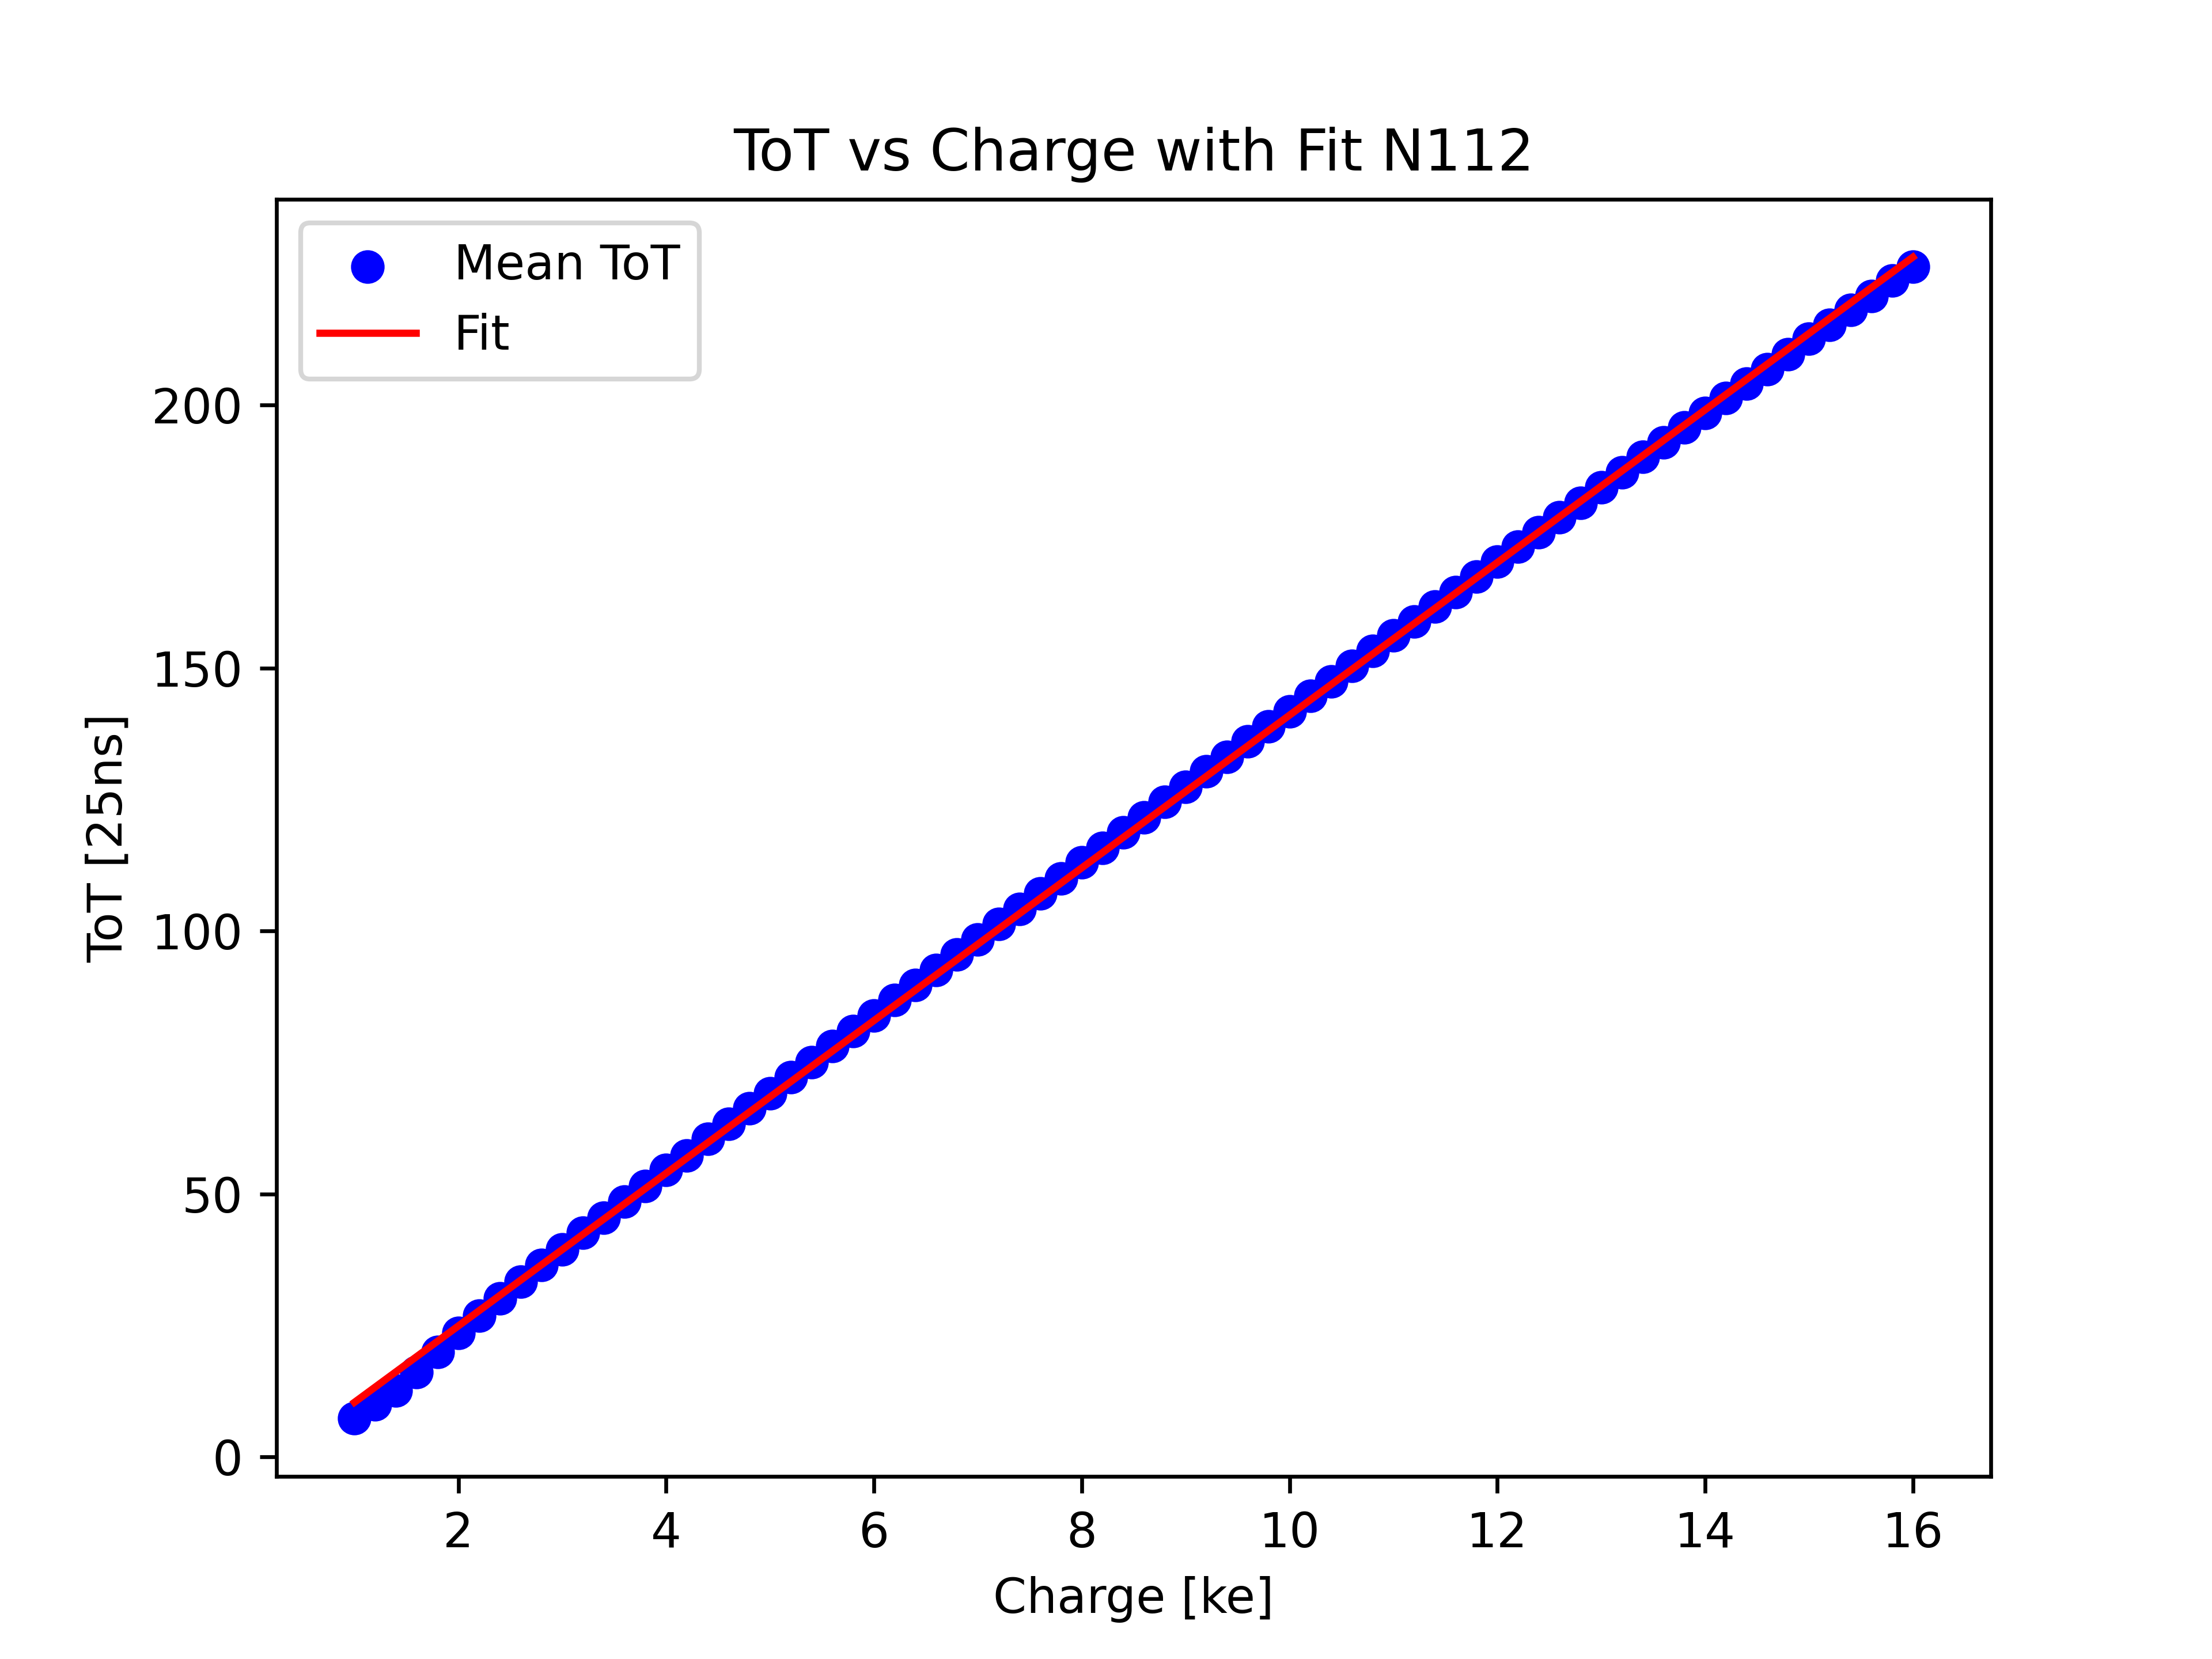 ToT vs Charge with Fit N112
Mean ToT
Fit
200
150
100
50
0
ToT [25ns]
2 4 6 8 10 12 14 16
Charge [ke]